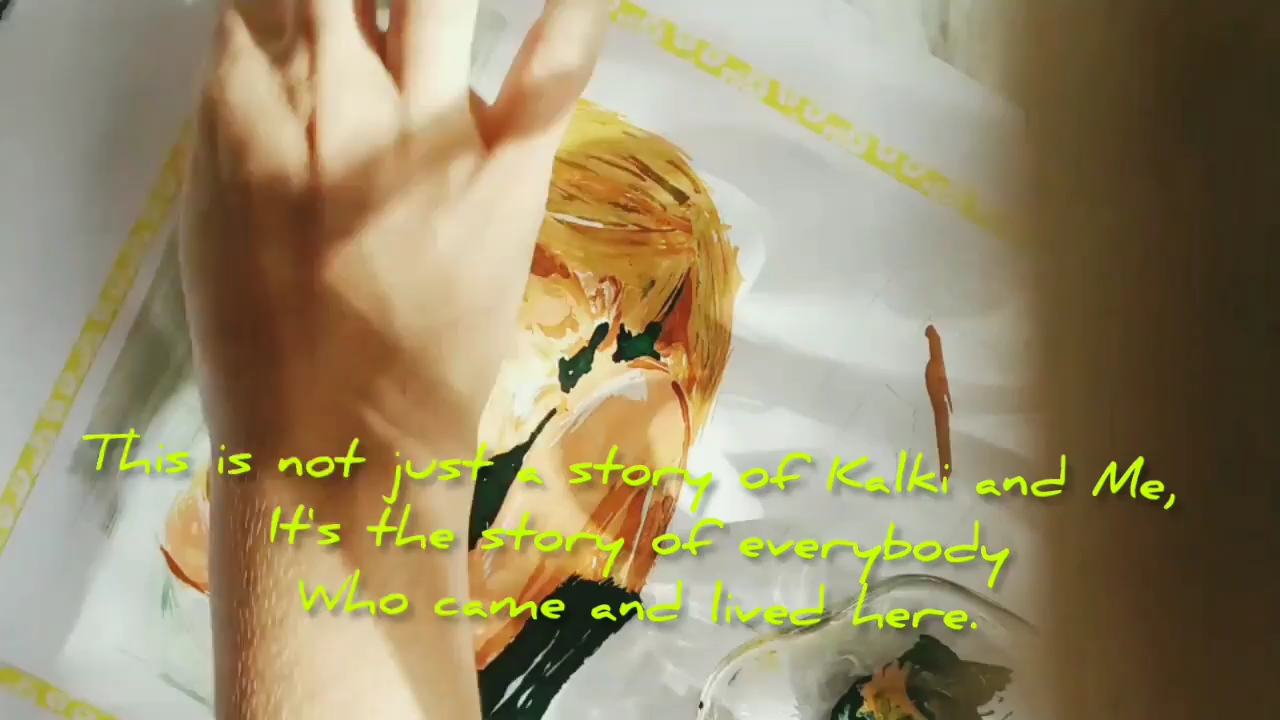 This is not just a story of Kalki and Me,
It's the story of everybody
Who came and lived here.